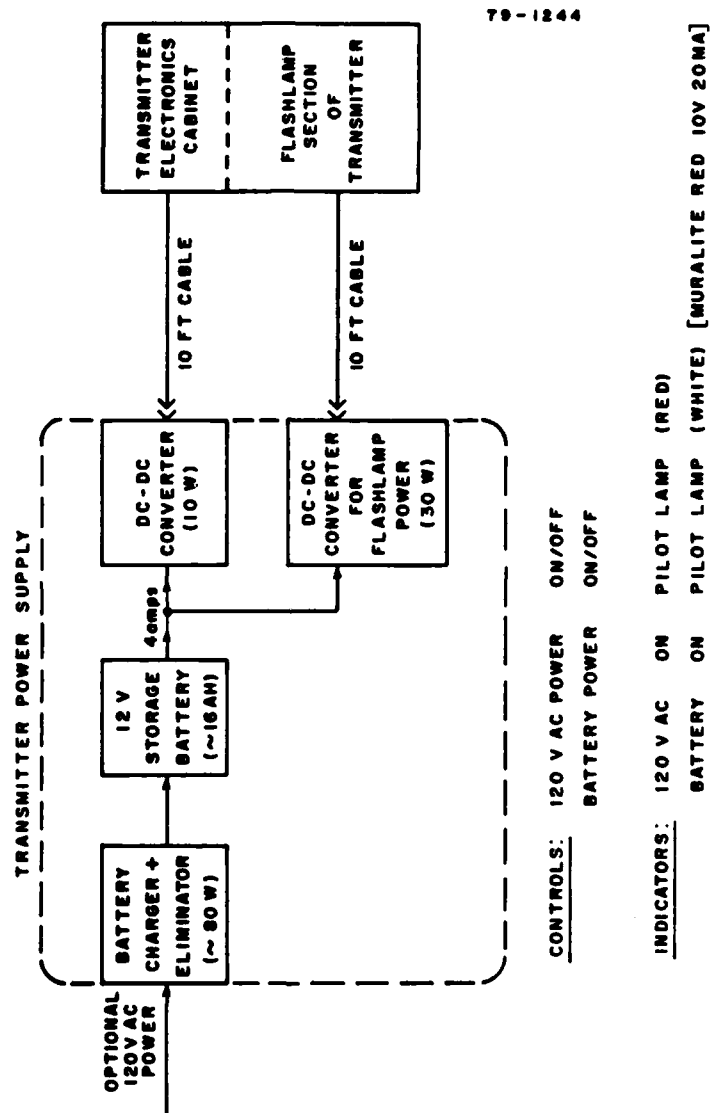 79-1244
TRANSMITTER POWER SUPPLY
OPTIONAL
120 V AC
POWER
BATTERY
CHARGER +
ELIMINATOR
(~ 80 W)
12 V
STORAGE
BATTERY
(~16AH)
4amps
DC-DC
CONVERTER
(10 W)
DC-DC
CONVERTER
FOR
FLASHLAMP
POWER
(30 W)
10 FT CABLE
10 FT CABLE
TRANSMITTER
ELECTRONICS
CABINET
FLASHLAMP
SECTION
OF
TRANSMITTER
CONTROLS: 120 V AC POWER ON/OFF
BATTERY POWER ON/OFF
INDICATORS: 120 V AC ON PILOT LAMP (RED)
BATTERY ON PILOT LAMP (WHITE) [MURALITE RED 10V 20MA]